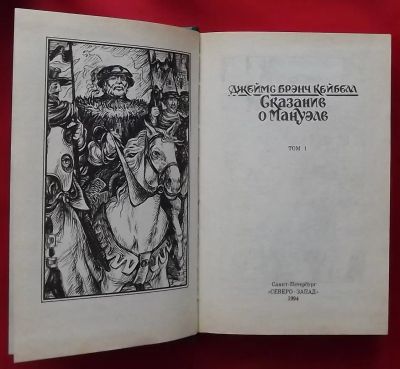 Джеймс Брэнч Кейбелл
Сказание
о Мануэле
ТОМ 1
Санкт-Петербург
«СЕВЕРО-ЗАПАД»
1994